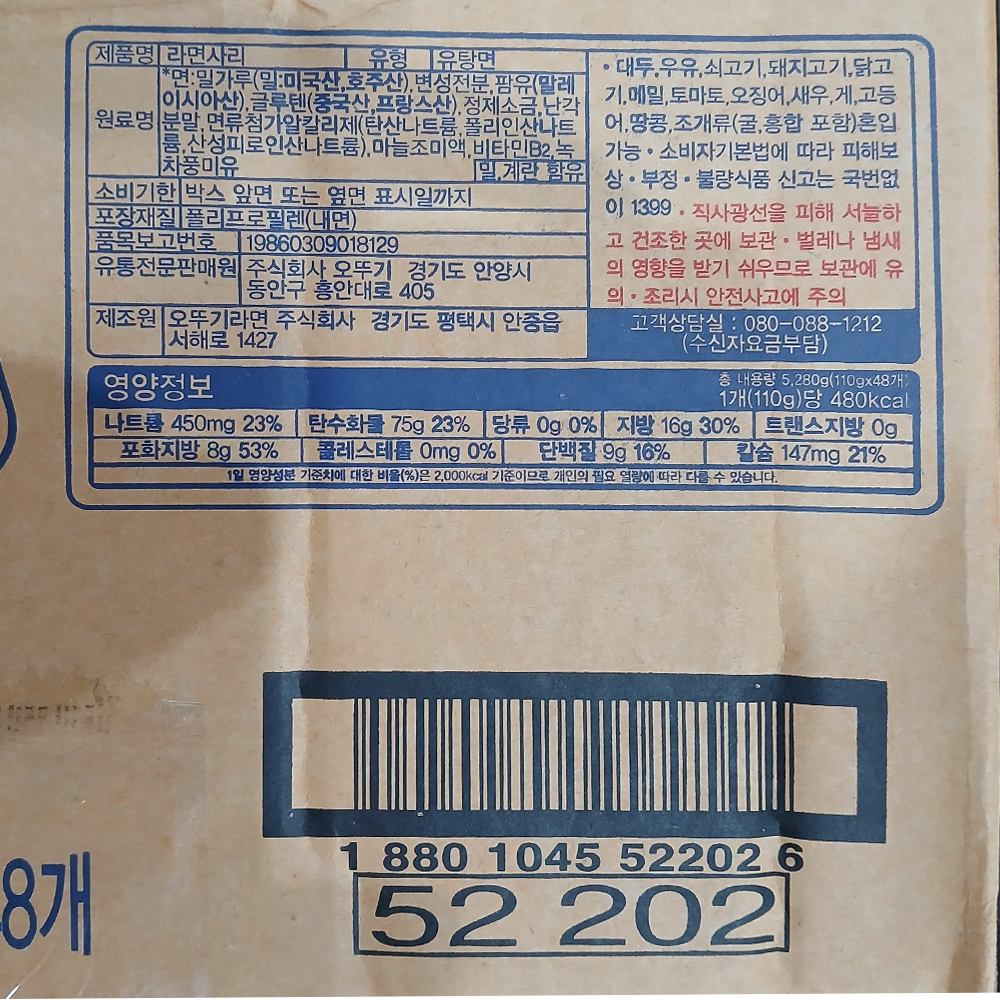 제품명 라면사리 유형 유탕면
원료명
*면:밀가루(밀:미국산,호주산),변성전분,팜유(말레
이시아산),글루텐(중국산,프랑스산),정제소금,난각
분말,면류첨가알칼리제(탄산나트륨,폴리인산나트
륨,산성피로인산나트륨),마늘조미액,비타민B2,녹
차풍미유
밀,계란 함유
소비기한 박스 앞면 또는 옆면 표시일까지
포장재질 폴리프로필렌(내면)
품목보고번호 19860309018129
유통전문판매원 주식회사 오뚜기 경기도 안양시
동안구 흥안대로 405
제조원 오뚜기라면 주식회사 경기도 평택시 안중읍
서해로 1427
• 대두,우유,쇠고기,돼지고기,닭고
기,메밀,토마토,오징어,새우,게,고등
어,땅콩,조개류(굴,홍합 포함)혼입
가능 • 소비자기본법에 따라 피해보
상 • 부정 • 불량식품 신고는 국번없
이 1399 • 직사광선을 피해 서늘하
고 건조한 곳에 보관 • 벌레나 냄새
의 영향을 받기 쉬우므로 보관에 유
의 • 조리시 안전사고에 주의
고객상담실 : 080-088-1212
(수신자요금부담)
영양정보
총 내용량 5,280g(110gx48개)
1개(110g)당 480kcal
나트륨 450mg 23% 탄수화물 75g 23% 당류 0g 0% 지방 16g 30% 트랜스지방 0g
포화지방 8g 53% 콜레스테롤 0mg 0% 단백질 9g 16% 칼슘 147mg 21%
1일 영양성분 기준치에 대한 비율(%)은 2,000kcal 기준이므로 개인의 필요 열량에 따라 다를 수 있습니다.
1 880 1045 52202 6
52 202
8개